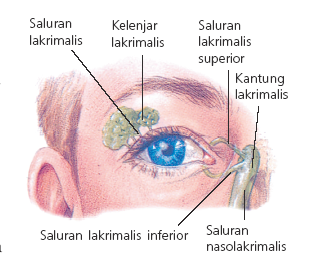 Saluran
lakrimalis
Kelenjar
lakrimalis
Saluran
lakrimalis
superior
Kantung
lakrimalis
Saluran lakrimalis inferior
Saluran
nasolakrimalis